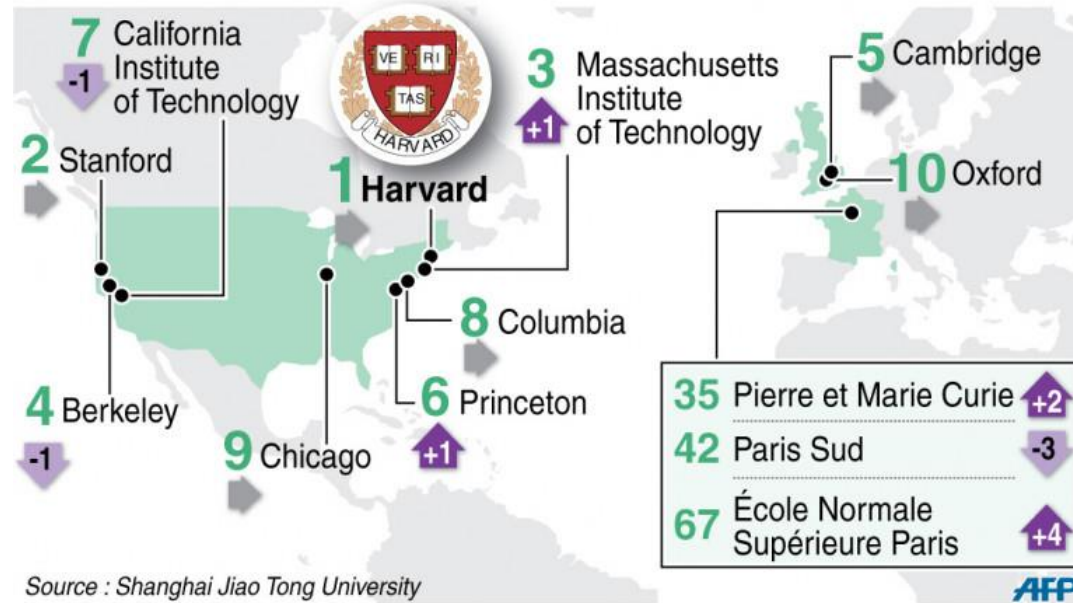 7 California
Institute
of Technology
-1
VE RI
TAS
HARVARD
3 Massachusetts
Institute
of Technology
+1
5 Cambridge
2 Stanford
1 Harvard
10 Oxford
8 Columbia
4 Berkeley
-1
6 Princeton
+1
9 Chicago
35 Pierre et Marie Curie +2
42 Paris Sud -3
67 École Normale
Supérieure Paris +4
Source : Shanghai Jiao Tong University
AFP